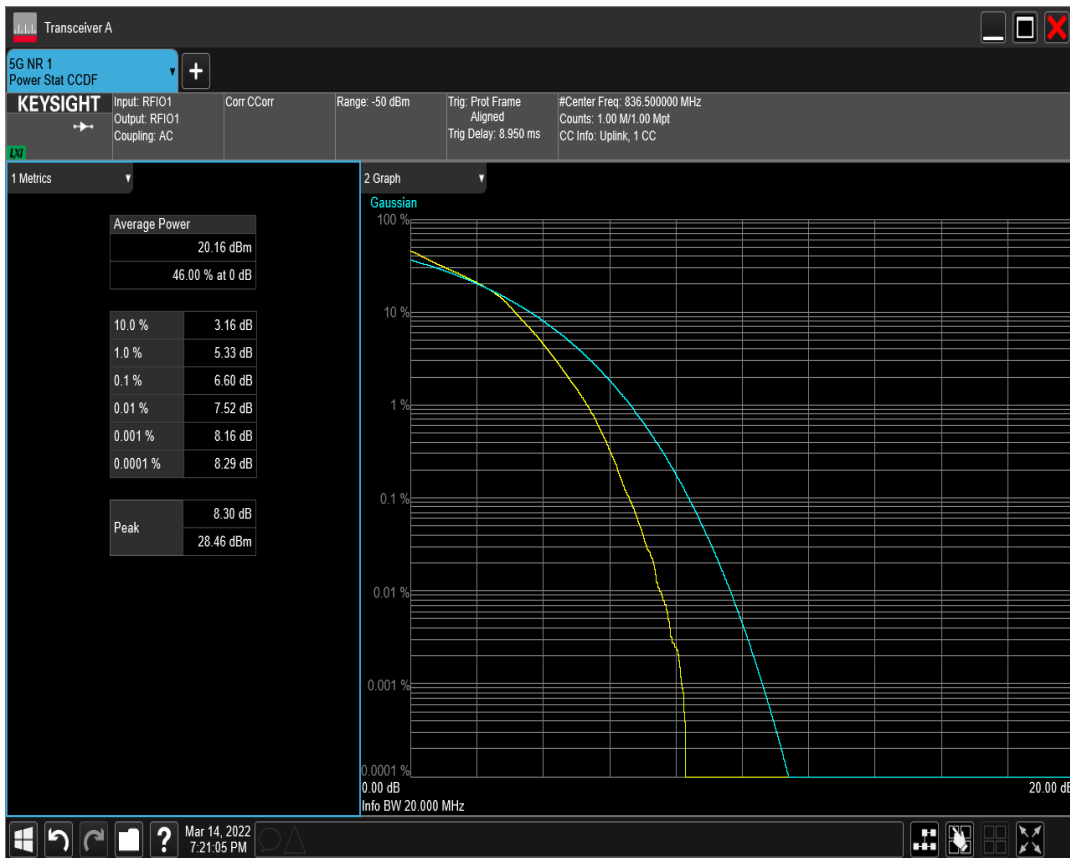 Transceiver A
5G NR 1
Power Stat CCDF
KEYSIGHT
LXI
Input: RFIO1
Output: RFIO1
Coupling: AC
Corr CCorr
Range: -50 dBm
Trig: Prot Frame
Aligned
Trig Delay: 8.950 ms
#Center Freq: 836.500000 MHz
Counts: 1.00 M/1.00 Mpt
CC Info: Uplink, 1 CC
1 Metrics
Average Power
20.16 dBm
46.00 % at 0 dB
10.0 % 3.16 dB
1.0 % 5.33 dB
0.1 % 6.60 dB
0.01 % 7.52 dB
0.001 % 8.16 dB
0.0001 % 8.29 dB
Peak
8.30 dB
28.46 dBm
2 Graph
Gaussian
100 %
10 %
1 %
0.1 %
0.01 %
0.001 %
0.0001 %
0.00 dB 20.00 dB
Info BW 20.000 MHz
Mar 14, 2022
7:21:05 PM